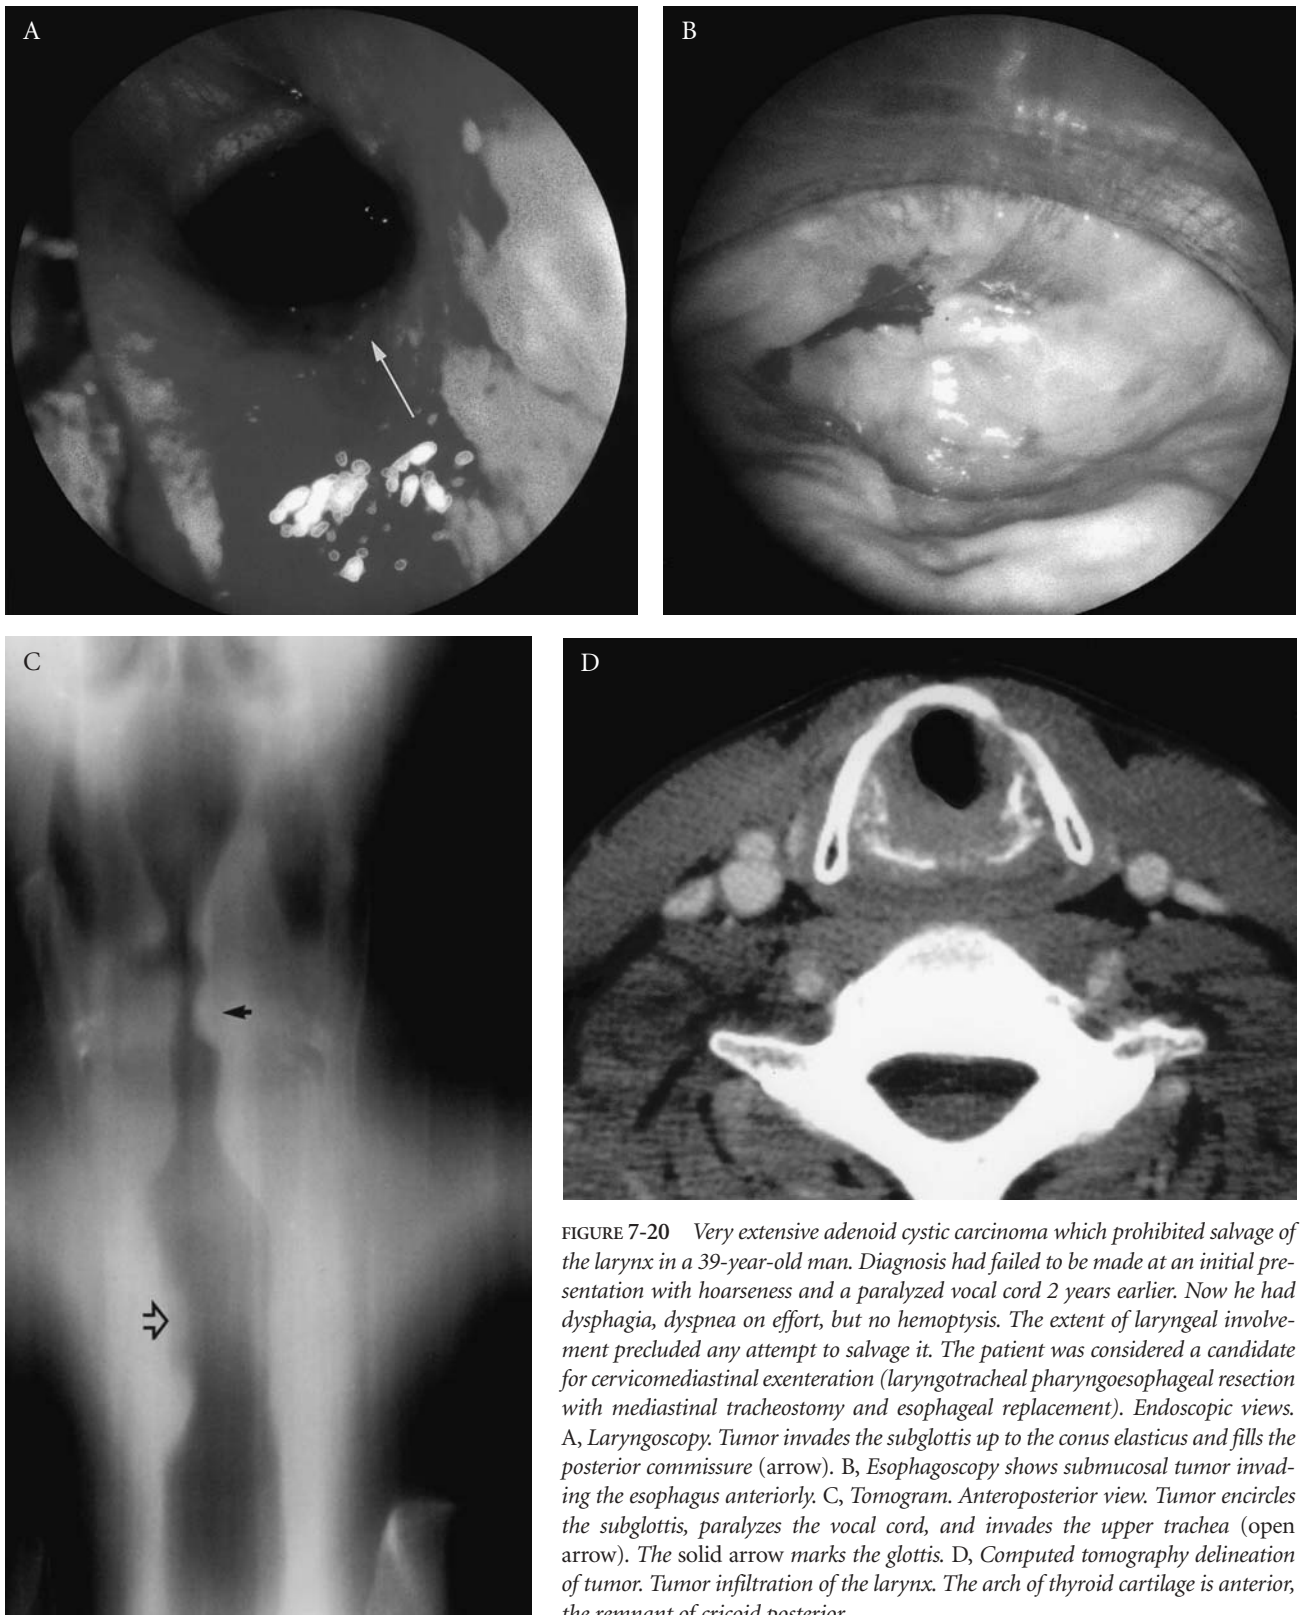 A
B
C
D
FIGURE 7-20 Very extensive adenoid cystic carcinoma which prohibited salvage of
the larynx in a 39-year-old man. Diagnosis had failed to be made at an initial pre-
sentation with hoarseness and a paralyzed vocal cord 2 years earlier. Now he had
dysphagia, dyspnea on effort, but no hemoptysis. The extent of laryngeal involve-
ment precluded any attempt to salvage it. The patient was considered a candidate
for cervicomediastinal exenteration (laryngotracheal pharyngoesophageal resection
with mediastinal tracheostomy and esophageal replacement). Endoscopic views.
A, Laryngoscopy. Tumor invades the subglottis up to the conus elasticus and fills the
posterior commissure (arrow). B, Esophagoscopy shows submucosal tumor invad-
ing the esophagus anteriorly. C, Tomogram. Anteroposterior view. Tumor encircles
the subglottis, paralyzes the vocal cord, and invades the upper trachea (open
arrow). The solid arrow marks the glottis. D, Computed tomography delineation
of tumor. Tumor infiltration of the larynx. The arch of thyroid cartilage is anterior,
the remnant of cricoid posterior.